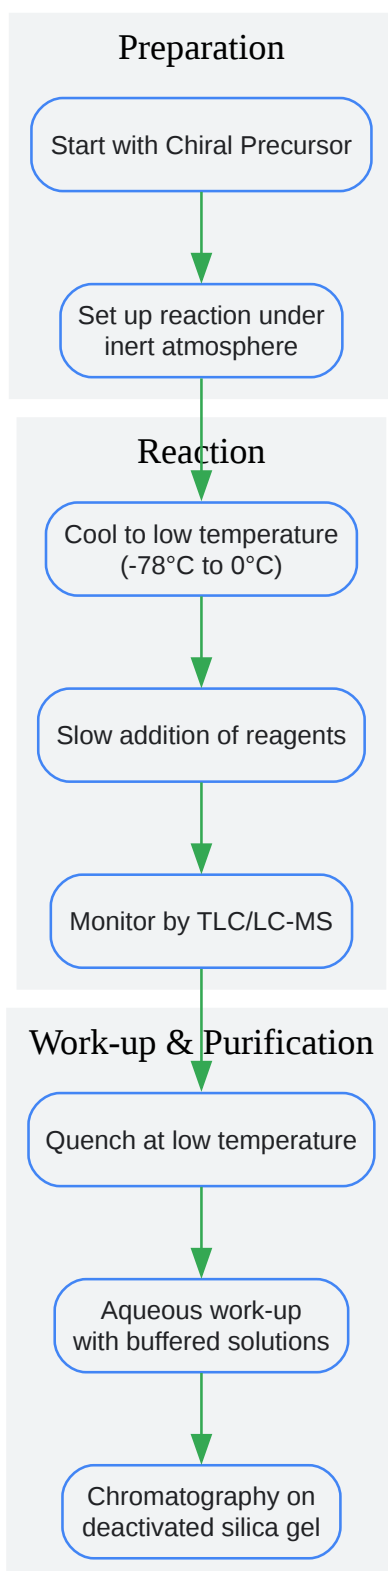 Preparation
Start with Chiral Precursor
Set up reaction under
inert atmosphere
Reaction
Cool to low temperature
(-78°C to 0°C)
Slow addition of reagents
Monitor by TLC/LC-MS
Work-up & Purification
Quench at low temperature
Aqueous work-up
with buffered solutions
Chromatography on
deactivated silica gel